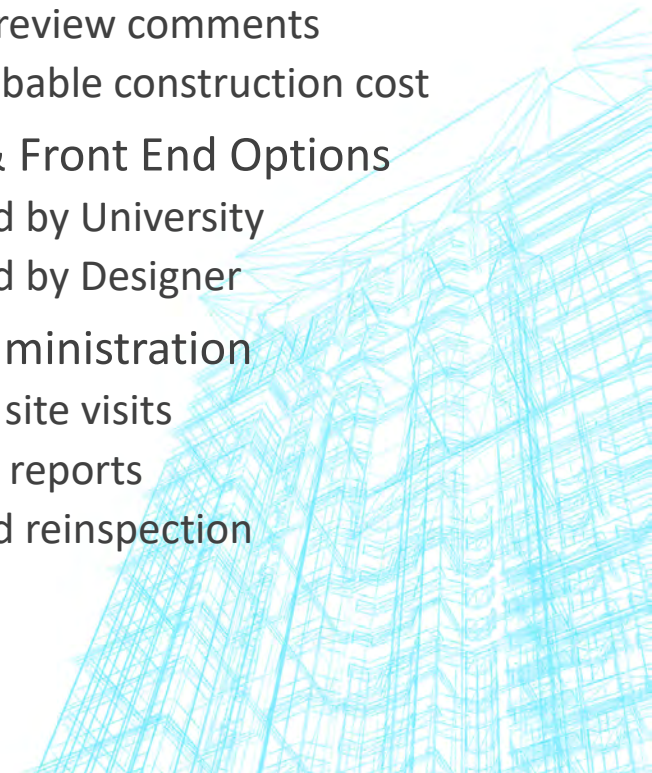 review comments
bable construction cost
& Front End Options
d by University
d by Designer
ministration
site visits
reports
d reinspection